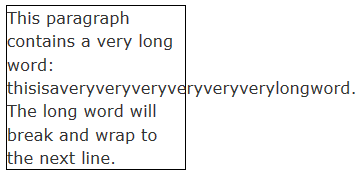 This paragraph
contains a very long
word:
thisisaveryveryveryveryveryverylongword.
The long word will
break and wrap to
the next line.